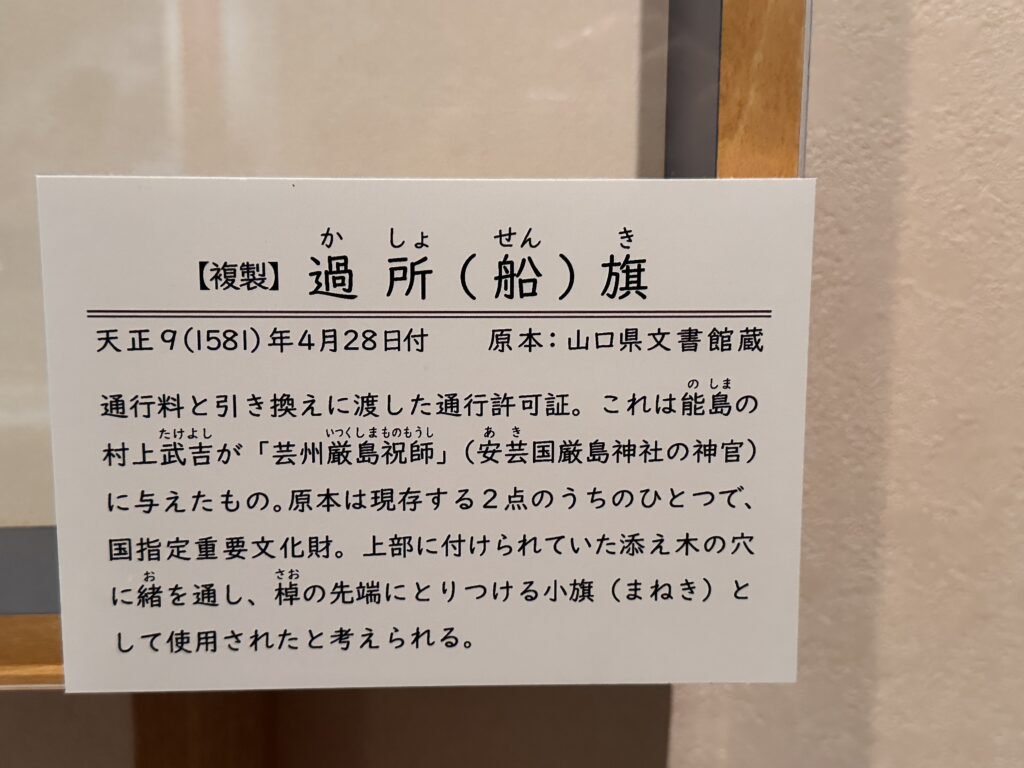 か しょ せん き
【複製】 過所(船)旗
天正9(1581)年4月28日付 原本：山口県文書館蔵
の しま
通行料と引き換えに渡した通行許可証。これは能島の
たけよし いつくしまものもうし あ き
村上武吉が「芸州厳島祝師」(安芸国厳島神社の神官)
に与えたもの。原本は現存する2点のうちのひとつで、
国指定重要文化財。上部に付けられていた添え木の穴
お さお
に緒を通し、棹の先端にとりつける小旗（まねき）と
して使用されたと考えられる。